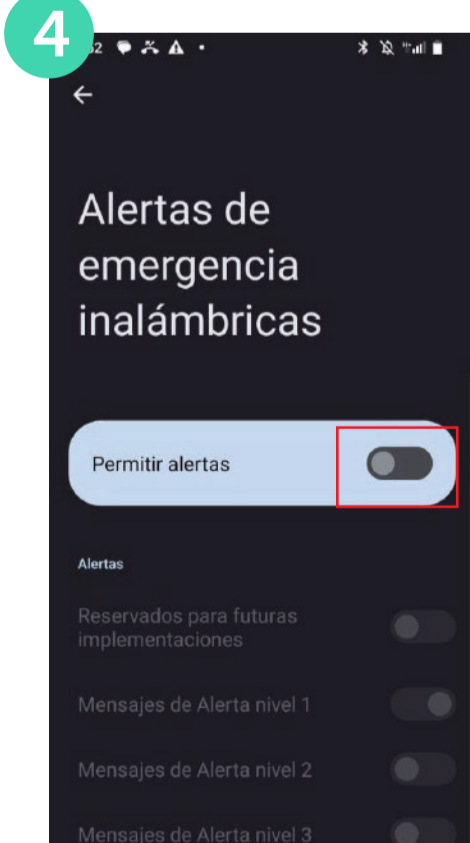 4
52
Alertas de
emergencia
inalámbricas
Permitir alertas
Alertas
Reservados para futuras
implementaciones
Mensajes de Alerta nivel 1
Mensajes de Alerta nivel 2
Mensajes de Alerta nivel 3